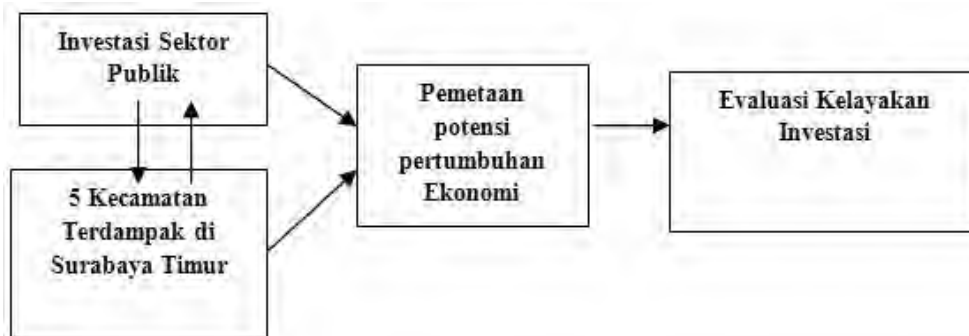 Investasi Sektor
Publik
5 Kecamatan
Terdampak di
Surabaya Timur
Pemetaan
potensi
pertumbuhan
Ekonomi
Evaluasi Kelayakan
Investasi